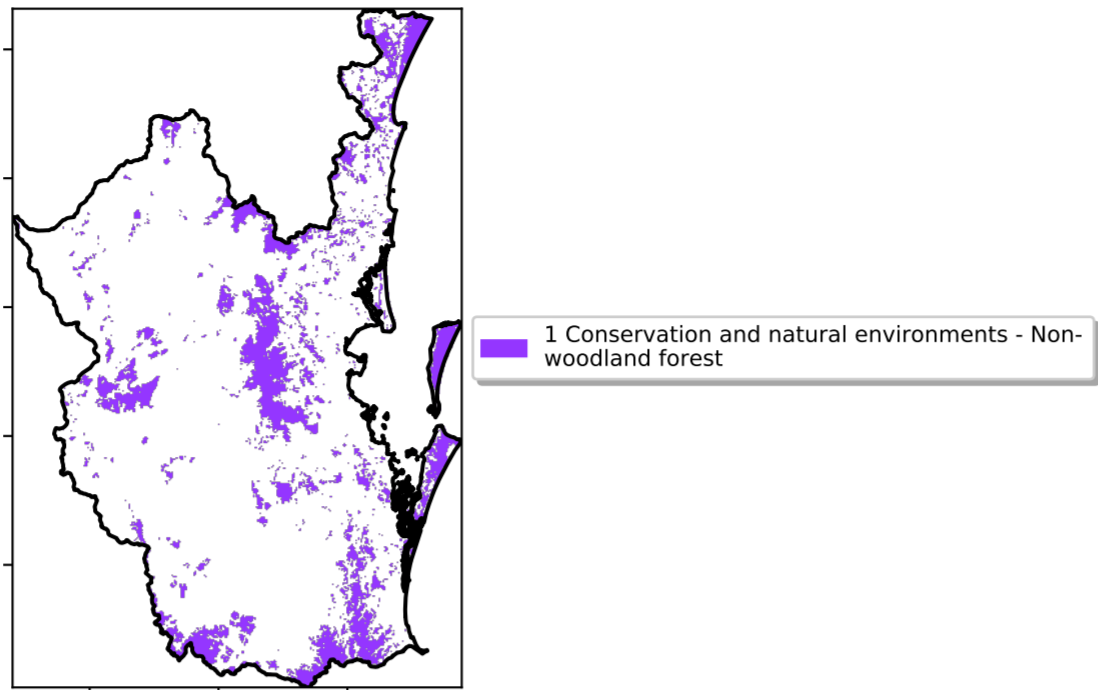 1 Conservation and natural environments - Non-
woodland forest